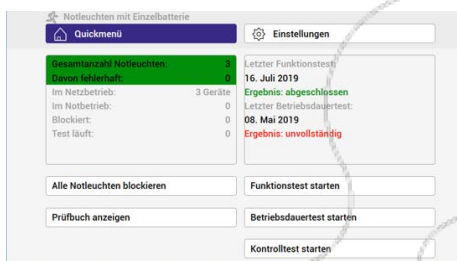 Notleuchten mit Einzelbatterie
Quickmenü
Einstellungen
Gesamtanzahl Notleuchten: 3
Davon fehlerhaft: 0
Im Netzbetrieb: 3 Geräte
Im Notbetrieb: 0
Blockiert: 0
Test läuft: 0
Letzter Funktionstest:
16. Juli 2019
Ergebnis: abgeschlossen
Letzter Betriebsdauertest:
08. Mai 2019
Ergebnis: unvollständig
Alle Notleuchten blockieren
Funktionstest starten
Prüfbuch anzeigen
Betriebsdauertest starten
Kontrolltest starten